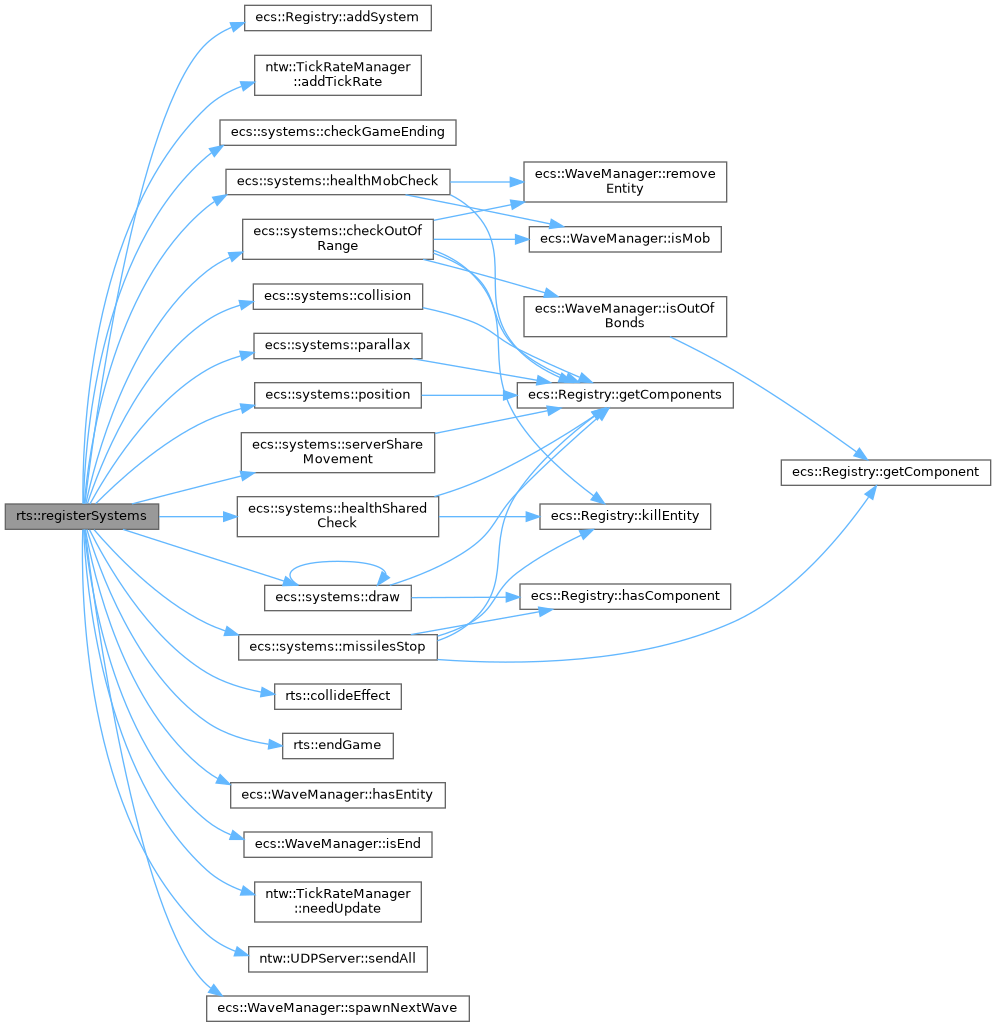 rts::registerSystems
ecs::Registry::addSystem
ntw::TickRateManager
::addTickRate
ecs::systems::checkGameEnding
ecs::systems::healthMobCheck
ecs::systems::checkOutOf
Range
ecs::systems::collision
ecs::systems::parallax
ecs::systems::position
ecs::systems::serverShare
Movement
ecs::systems::healthShared
Check
ecs::systems::draw
ecs::systems::missilesStop
rts::collideEffect
rts::endGame
ecs::WaveManager::hasEntity
ecs::WaveManager::isEnd
ntw::TickRateManager
::needUpdate
ntw::UDPServer::sendAll
ecs::WaveManager::spawnNextWave
ecs::WaveManager::remove
Entity
ecs::WaveManager::isMob
ecs::WaveManager::isOutOf
Bonds
ecs::Registry::getComponents
ecs::Registry::killEntity
ecs::Registry::hasComponent
ecs::Registry::getComponent